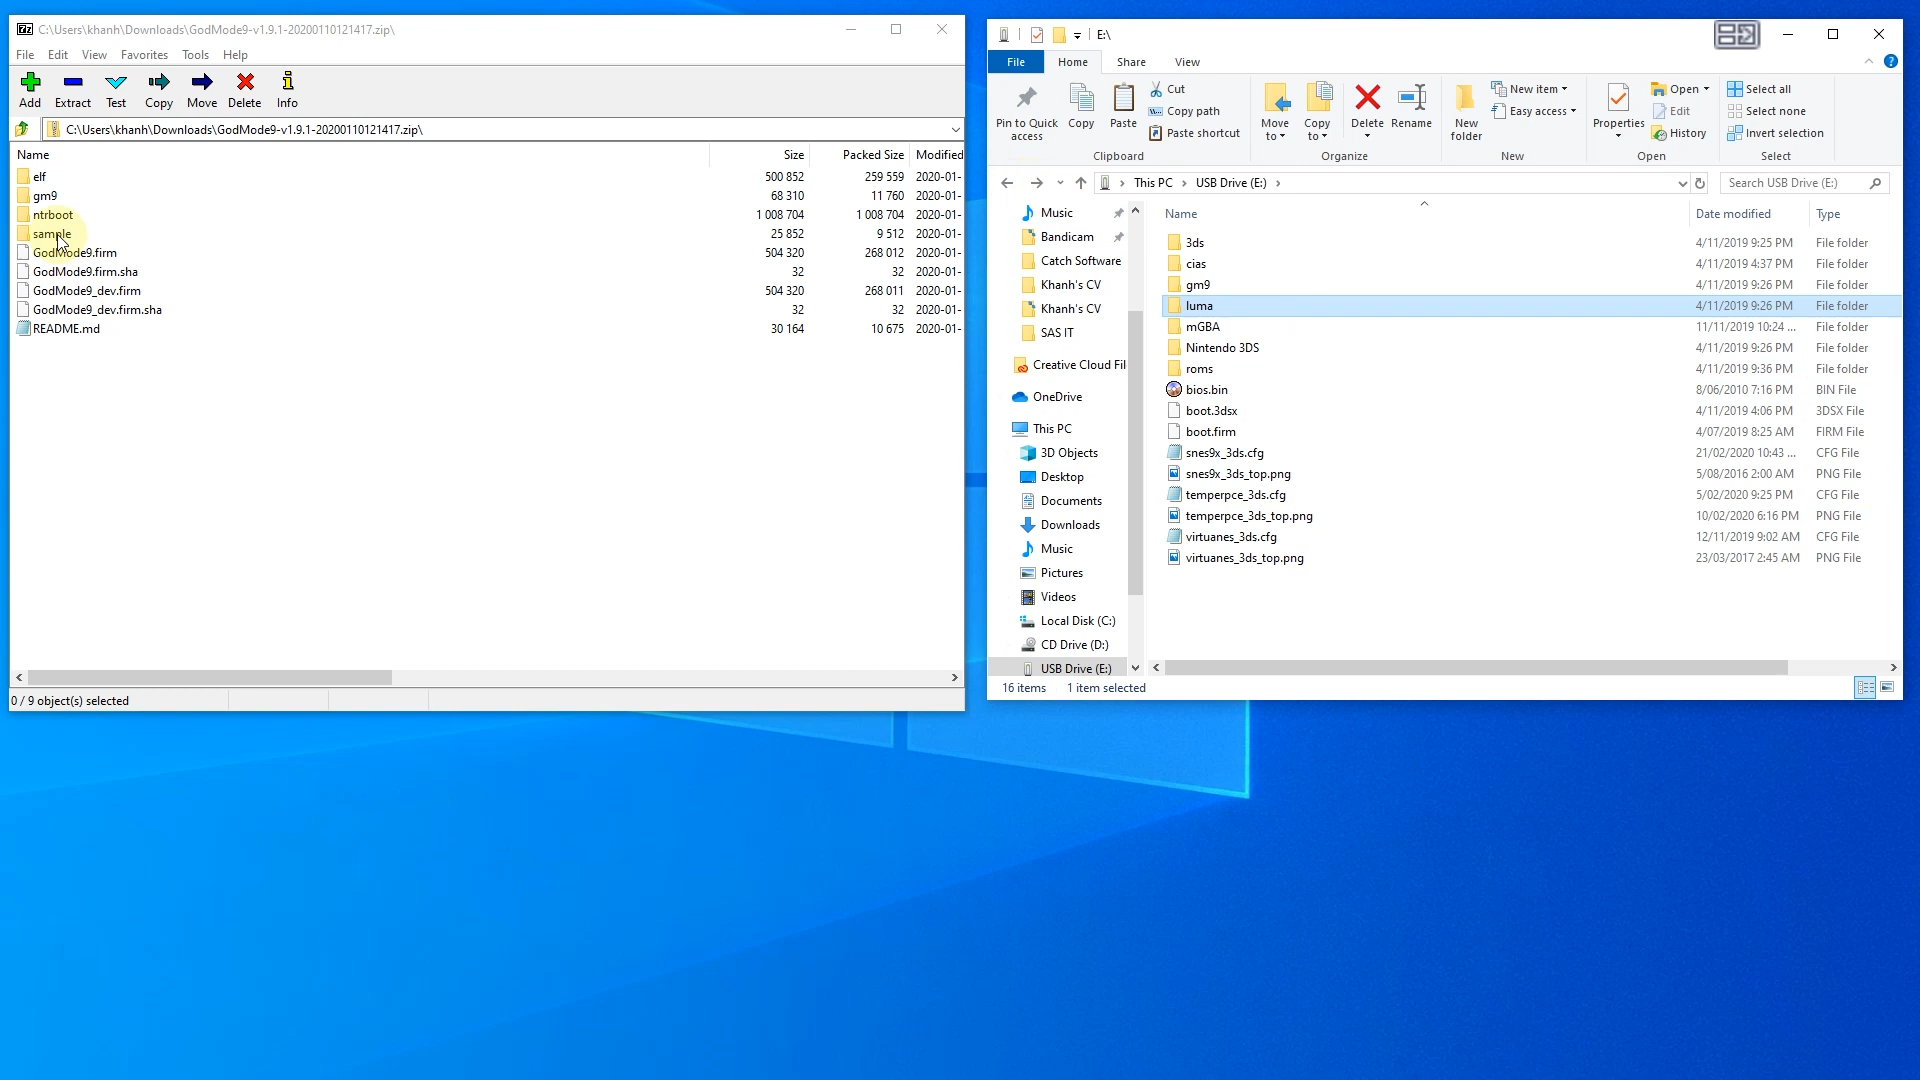 C:\Users\khanh\Downloads\GodMode9-v1.9.1-20200110121417.zip\
File Edit View Favorites Tools Help
Add Extract Test Copy Move Delete Info
C:\Users\khanh\Downloads\GodMode9-v1.9.1-20200110121417.zip\
Name Size Packed Size Modified
elf 500 852 259 559 2020-01-
gm9 68 310 11 760 2020-01-
ntrboot 1 008 704 1 008 704 2020-01-
sample 25 852 9 512 2020-01-
GodMode9.firm 504 320 268 012 2020-01-
GodMode9.firm.sha 32 32 2020-01-
GodMode9_dev.firm 504 320 268 011 2020-01-
GodMode9_dev.firm.sha 32 32 2020-01-
README.md 30 164 10 675 2020-01-
0 / 9 object(s) selected
E:\
File Home Share View
Pin to Quick access
Copy
Paste
Cut
Copy path
Paste shortcut
Clipboard
Move to
Copy to
Delete
Rename
Organize
New folder
New item
Easy access
New
Properties
Open
Edit
History
Open
Select all
Select none
Invert selection
Select
This PC › USB Drive (E:) ›
Search USB Drive (E:)
Music
Bandicam
Catch Software
Khanh's CV
Khanh's CV
SAS IT
Creative Cloud Fil
OneDrive
This PC
3D Objects
Desktop
Documents
Downloads
Music
Pictures
Videos
Local Disk (C:)
CD Drive (D:)
USB Drive (E:)
Name Date modified Type
3ds 4/11/2019 9:25 PM File folder
cias 4/11/2019 4:37 PM File folder
gm9 4/11/2019 9:26 PM File folder
luma 4/11/2019 9:26 PM File folder
mGBA 11/11/2019 10:24 ... File folder
Nintendo 3DS 4/11/2019 9:26 PM File folder
roms 4/11/2019 9:36 PM File folder
bios.bin 8/06/2010 7:16 PM BIN File
boot.3dsx 4/11/2019 4:06 PM 3DSX File
boot.firm 4/07/2019 8:25 AM FIRM File
snes9x_3ds.cfg 21/02/2020 10:43 ... CFG File
snes9x_3ds_top.png 5/08/2016 2:00 AM PNG File
temperpce_3ds.cfg 5/02/2020 9:25 PM CFG File
temperpce_3ds_top.png 10/02/2020 6:16 PM PNG File
virtuanes_3ds.cfg 12/11/2019 9:02 AM CFG File
virtuanes_3ds_top.png 23/03/2017 2:45 AM PNG File
16 items 1 item selected